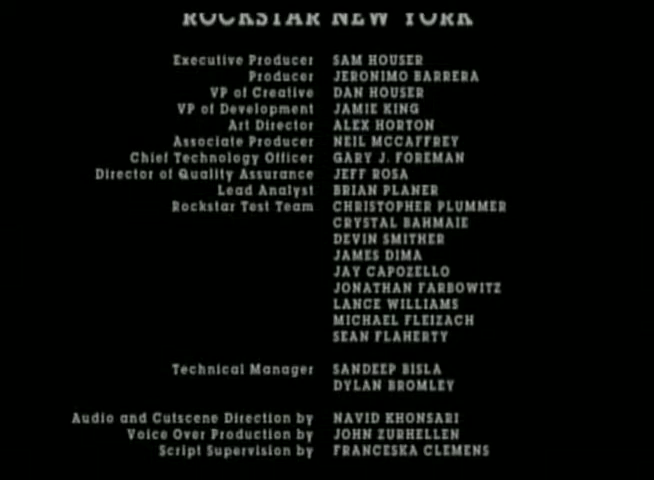 ROCKSTAR NEW YORK
Executive Producer SAM HOUSER
Producer JERONIMO BARRERA
VP of Creative DAN HOUSER
VP of Development JAMIE KING
Art Director ALEX HORTON
Associate Producer NEIL MCCAFFREY
Chief Technology Officer GARY J. FOREMAN
Director of Quality Assurance JEFF ROSA
Lead Analyst BRIAN PLANER
Rockstar Test Team CHRISTOPHER PLUMMER
CRYSTAL BAHMAIE
DEVIN SMITHER
JAMES DIMA
JAY CAPOZELLO
JONATHAN FARBOWITZ
LANCE WILLIAMS
MICHAEL FLEIZACH
SEAN FLAHERTY
Technical Manager SANDEEP BISLA
DYLAN BROMLEY
Audio and Cutscene Direction by NAVID KHONSARI
Voice Over Production by JOHN ZURHELLEN
Script Supervision by FRANCESKA CLEMENS